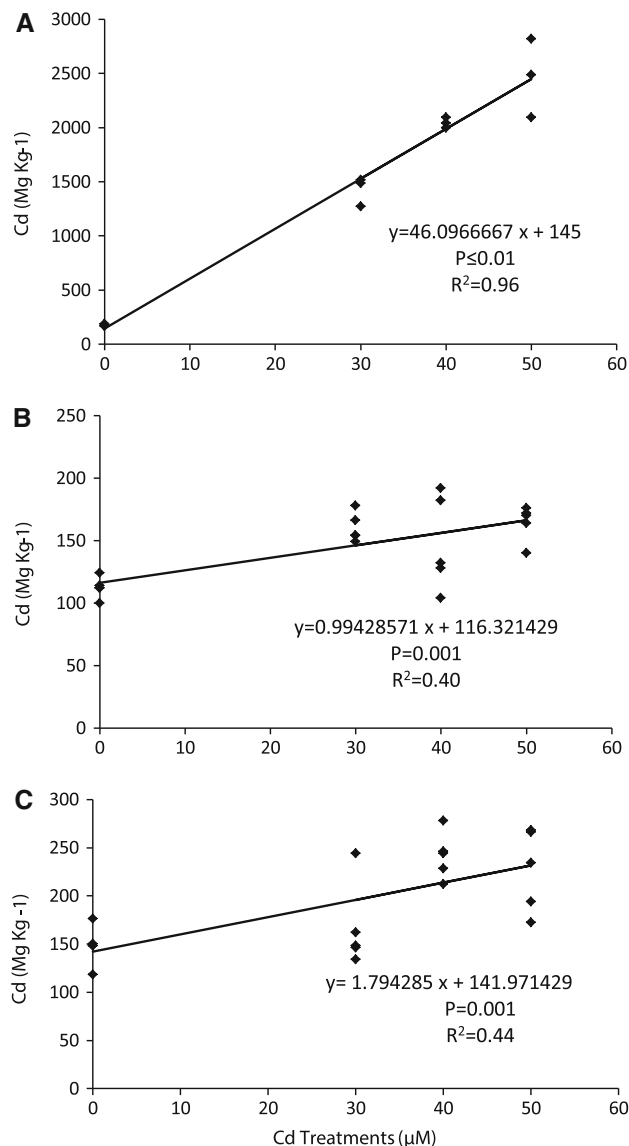 A
3000
2500
2000
1500
1000
500
0
Cd (Mg Kg-1)
y=46.0966667 x + 145
P≤0.01
R²=0.96
0 10 20 30 40 50 60
B
250
200
150
100
50
0
Cd (Mg Kg-1)
y=0.99428571 x + 116.321429
P=0.001
R²=0.40
0 10 20 30 40 50 60
C
300
250
200
150
100
50
0
Cd (Mg Kg -1)
y= 1.794285 x + 141.971429
P=0.001
R²=0.44
0 10 20 30 40 50 60
Cd Treatments (µM)